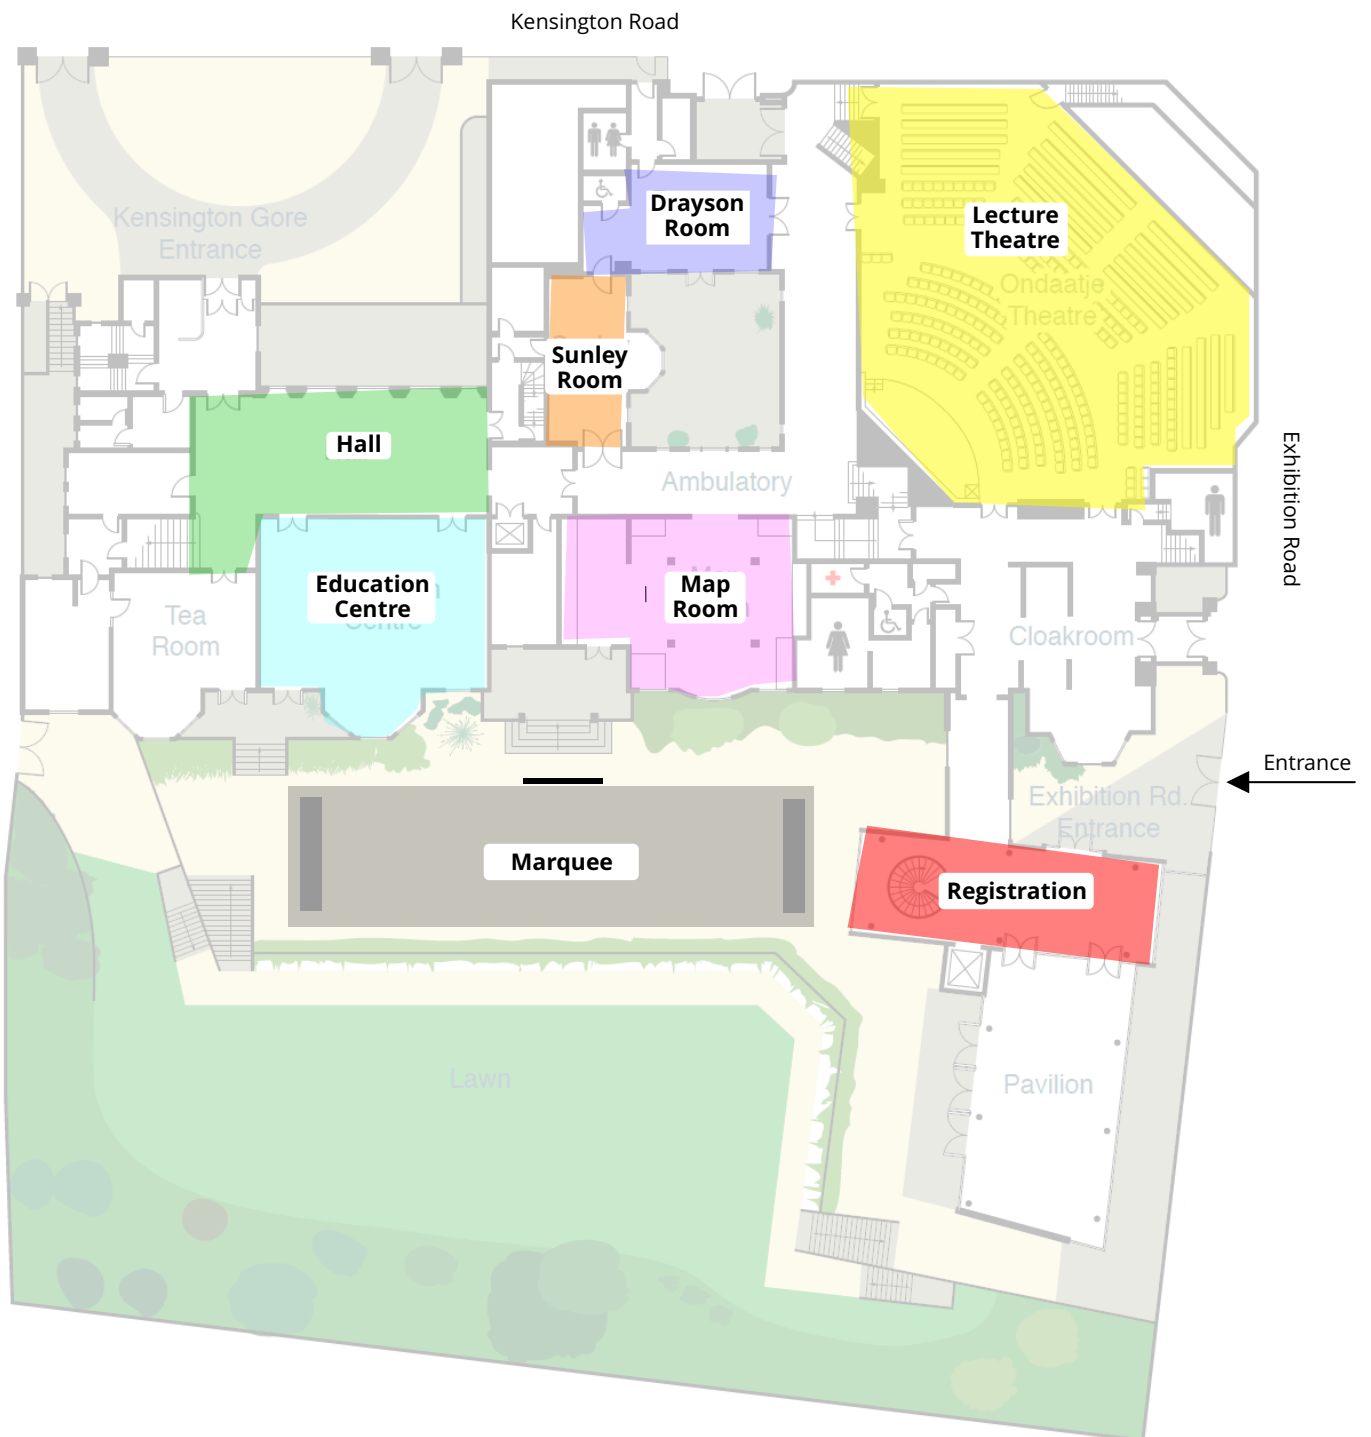 Kensington Road
Kensington Gore
Entrance
Drayson
Room
Lecture
Theatre
Ondaatje
Theatre
Sunley
Room
Hall
Ambulatory
Exhibition Road
Education
Centre
Centre
Map
Room
Tea
Room
Cloakroom
Entrance
Exhibition Rd.
Entrance
Marquee
Registration
Lawn
Pavilion